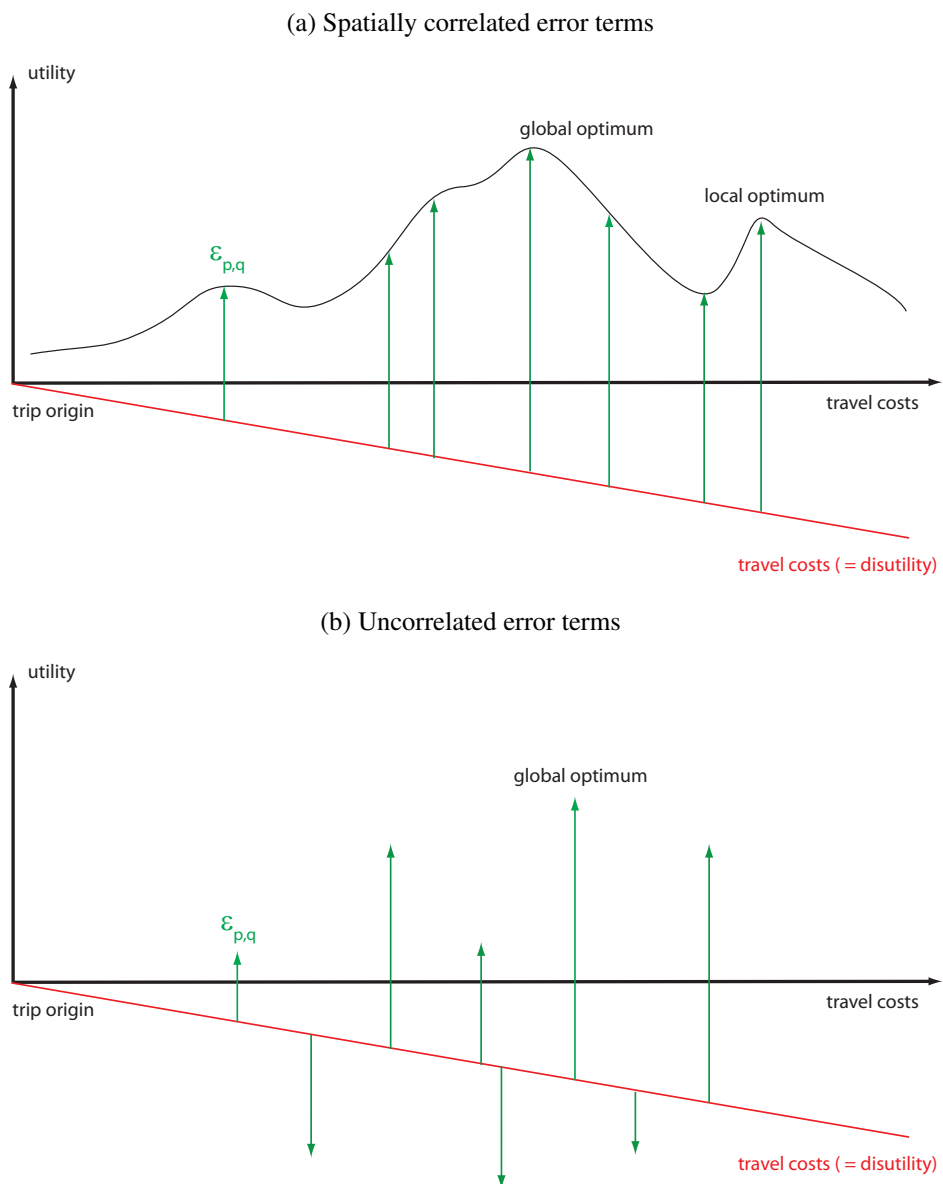 (a) Spatially correlated error terms
utility
global optimum
local optimum
εp,q
trip origin
travel costs
travel costs ( = disutility)
(b) Uncorrelated error terms
utility
global optimum
εp,q
trip origin
travel costs
travel costs ( = disutility)